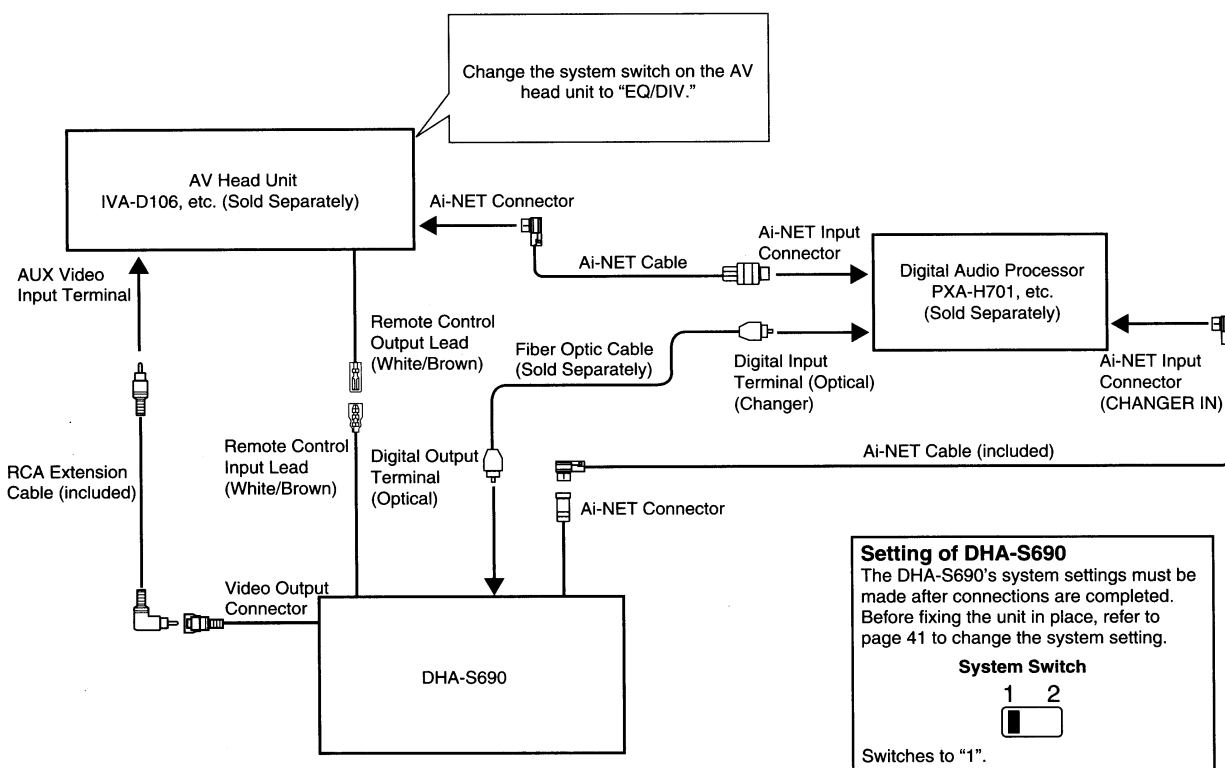 Change the system switch on the AV
head unit to “EQ/DIV.”
AV Head Unit
IVA-D106, etc. (Sold Separately)
Ai-NET Connector
Ai-NET Cable
Ai-NET Input
Connector
Digital Audio Processor
PXA-H701, etc.
(Sold Separately)
AUX Video
Input Terminal
Remote Control
Output Lead
(White/Brown)
Fiber Optic Cable
(Sold Separately)
Digital Input
Terminal (Optical)
(Changer)
Ai-NET Input
Connector
(CHANGER IN)
RCA Extension
Cable (included)
Remote Control
Input Lead
(White/Brown)
Digital Output
Terminal
(Optical)
Ai-NET Cable (included)
Ai-NET Connector
Video Output
Connector
DHA-S690
Setting of DHA-S690
The DHA-S690's system settings must be
made after connections are completed.
Before fixing the unit in place, refer to
page 41 to change the system setting.
System Switch
1 2
Switches to “1”.